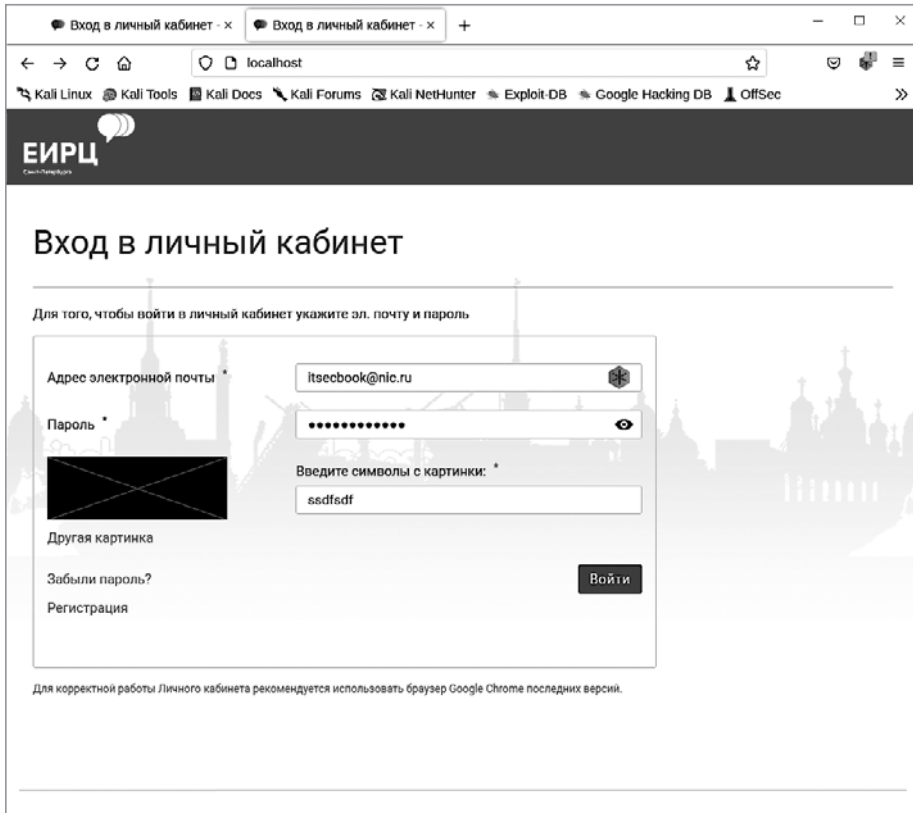 Вход в личный кабинет - × Вход в личный кабинет - × +
localhost
Kali Linux Kali Tools Kali Docs Kali Forums Kali NetHunter Exploit-DB Google Hacking DB OffSec
ЕИРЦ
Санкт-Петербурга
Вход в личный кабинет
Для того, чтобы войти в личный кабинет укажите эл. почту и пароль
Адрес электронной почты * itsecbook@nic.ru
Пароль * ••••••••••••
Введите символы с картинки: *
ssdfsdf
Другая картинка
Забыли пароль? Войти
Регистрация
Для корректной работы Личного кабинета рекомендуется использовать браузер Google Chrome последних версий.